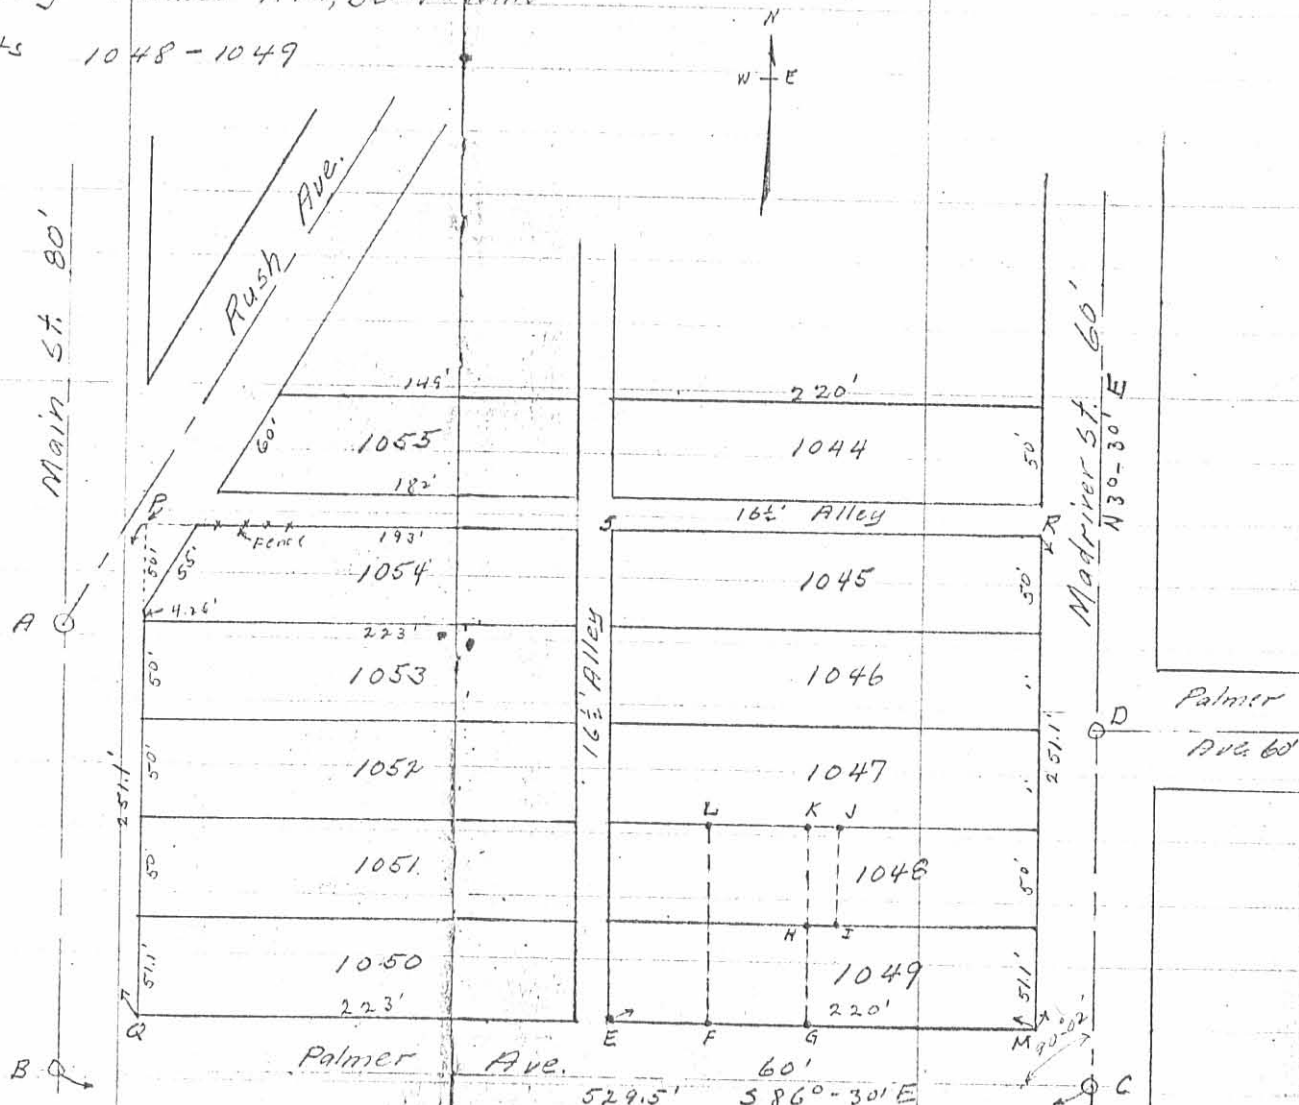 1048-1049
N
W E
Main St. 80'
Rush Ave.
149'
220'
60'
1055
1044
50'
Madriver St. 60'
N 3°-30' E
182'
16½' Alley
P
S
R
Fence
193'
50'
55'
1054
1045
50'
A
4.26'
223'
16½' Alley
50'
1053
1046
"
Palmer
Ave. 60'
D
251.1'
50'
1052
1047
"
251.1'
L K J
50'
1051
1048
50'
H I
51.1'
1050
1049
51.1'
223'
220'
Q
E F G M
90°-02'
Palmer Ave. 60'
B
C
529.5' S 86°-30' E